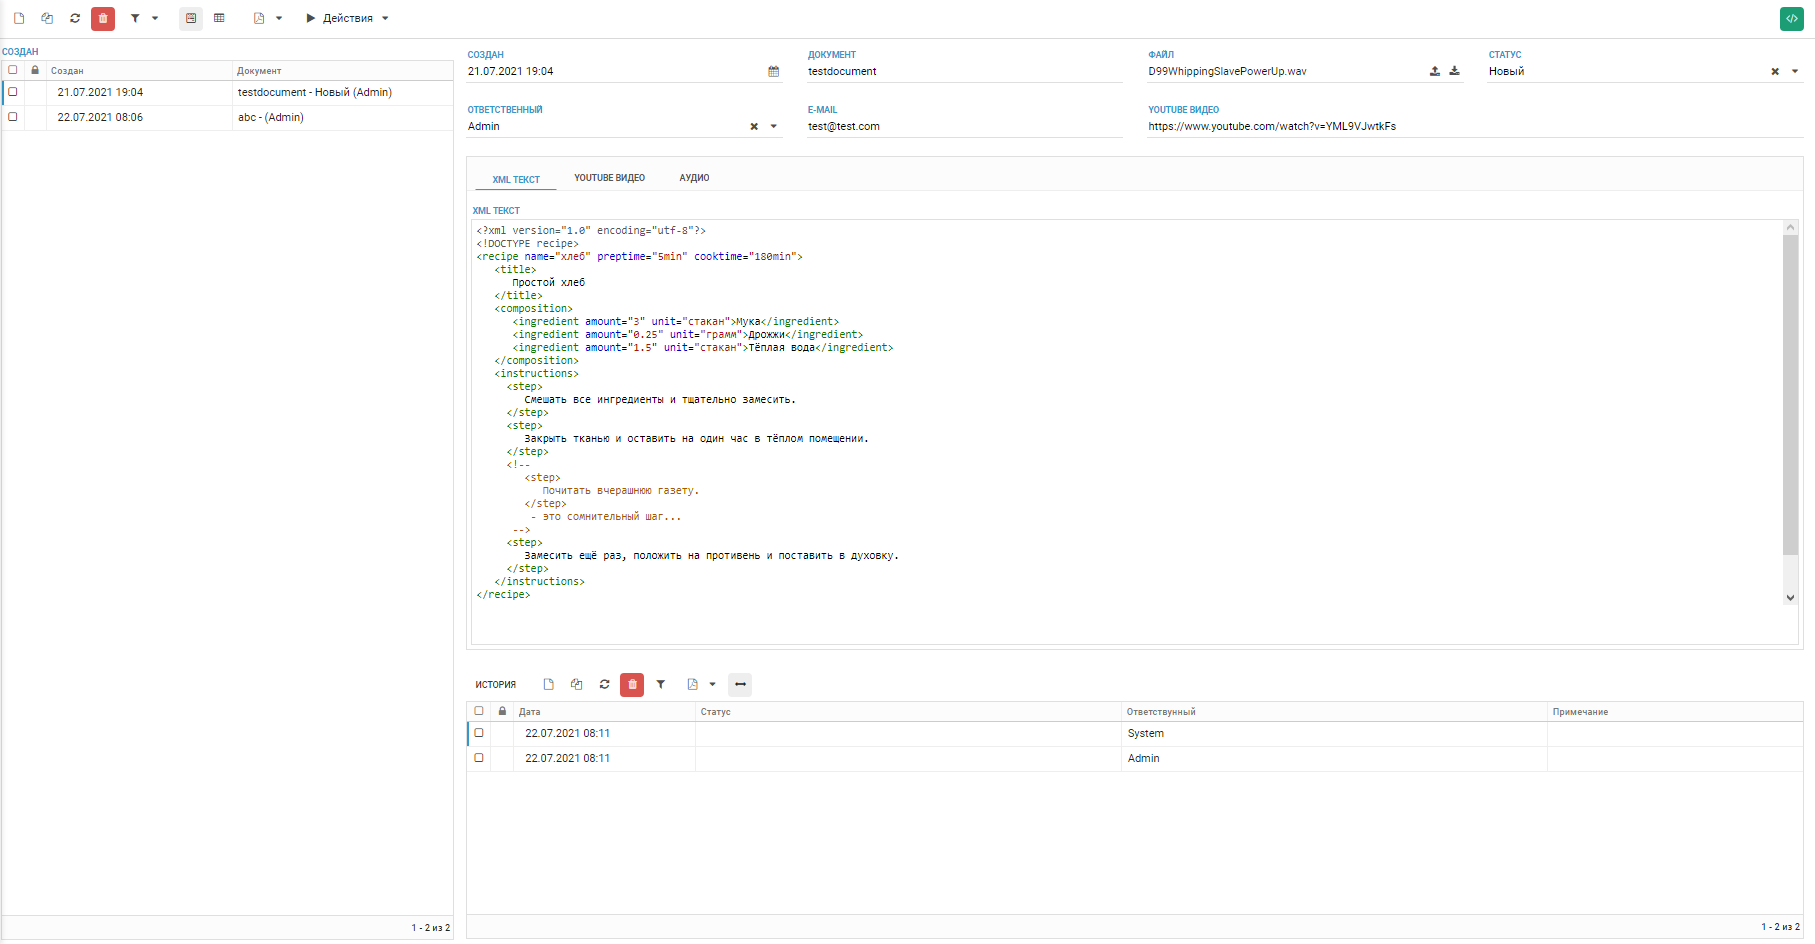 Действия
СОЗДАН
Создан Документ
21.07.2021 19:04 testdocument - Новый (Admin)
22.07.2021 08:06 abc - (Admin)
1 - 2 из 2
СОЗДАН ДОКУМЕНТ ФАЙЛ СТАТУС
21.07.2021 19:04 testdocument D99WhippingSlavePowerUp.wav Новый
ОТВЕТСТВЕННЫЙ E-MAIL YOUTUBE ВИДЕО
Admin test@test.com https://www.youtube.com/watch?v=YML9VJwtkFs
XML ТЕКСТ YOUTUBE ВИДЕО АУДИО
XML ТЕКСТ
<?xml version="1.0" encoding="utf-8"?>
<!DOCTYPE recipe>
<recipe name="хлеб" preptime="5min" cooktime="180min">
<title>
Простой хлеб
</title>
<composition>
<ingredient amount="3" unit="стакан">Мука</ingredient>
<ingredient amount="0.25" unit="грамм">Дрожжи</ingredient>
<ingredient amount="1.5" unit="стакан">Тёплая вода</ingredient>
</composition>
<instructions>
<step>
Смешать все ингредиенты и тщательно замесить.
</step>
<step>
Закрыть тканью и оставить на один час в тёплом помещении.
</step>
<!--
<step>
Почитать вчерашнюю газету.
</step>
- это сомнительный шаг...
-->
<step>
Замесить ещё раз, положить на противень и поставить в духовку.
</step>
</instructions>
</recipe>
ИСТОРИЯ
Дата Статус Ответствунный Примечание
22.07.2021 08:11 System
22.07.2021 08:11 Admin
1 - 2 из 2